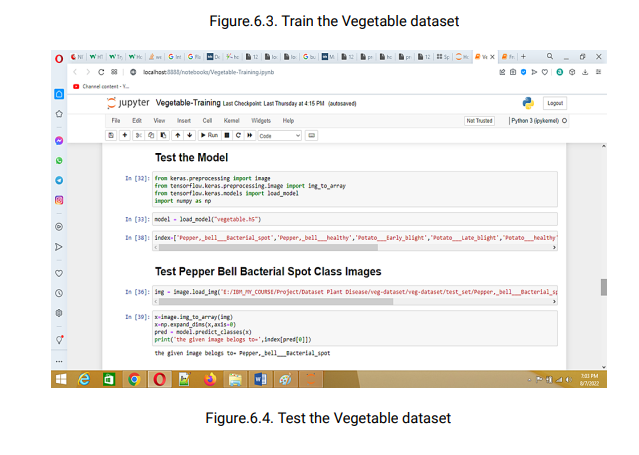 Figure.6.3. Train the Vegetable dataset
localhost:8888/notebooks/Vegetable-Training.ipynb
Channel content - Y...
jupyter Vegetable-Training Last Checkpoint: Last Thursday at 4:15 PM (autosaved)
Logout
File Edit View Insert Cell Kernel Widgets Help
Not Trusted
Python 3 (ipykernel)
Run
Code
Test the Model
In [32]: from keras.preprocessing import image
from tensorflow.keras.preprocessing.image import img_to_array
from tensorflow.keras.models import load_model
import numpy as np
In [33]: model = load_model("vegetable.h5")
In [38]: index=['Pepper,_bell___Bacterial_spot','Pepper,_bell___healthy','Potato___Early_blight','Potato___Late_blight','Potato___healthy'
Test Pepper Bell Bacterial Spot Class Images
In [36]: img = image.load_img('E:/IBM_MY_COURSE/Project/Dataset Plant Disease/veg-dataset/veg-dataset/test_set/Pepper,_bell___Bacterial_sp
In [39]: x=image.img_to_array(img)
x=np.expand_dims(x,axis=0)
pred = model.predict_classes(x)
print('the given image belogs to=',index[pred[0]])
the given image belogs to= Pepper,_bell___Bacterial_spot
7:03 PM
8/7/2022
Figure.6.4. Test the Vegetable dataset